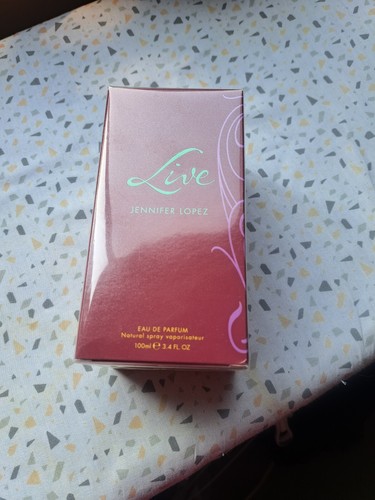 Live
JENNIFER LOPEZ
EAU DE PARFUM
Natural spray vaporisateur
100ml ℮ 3.4 FL OZ